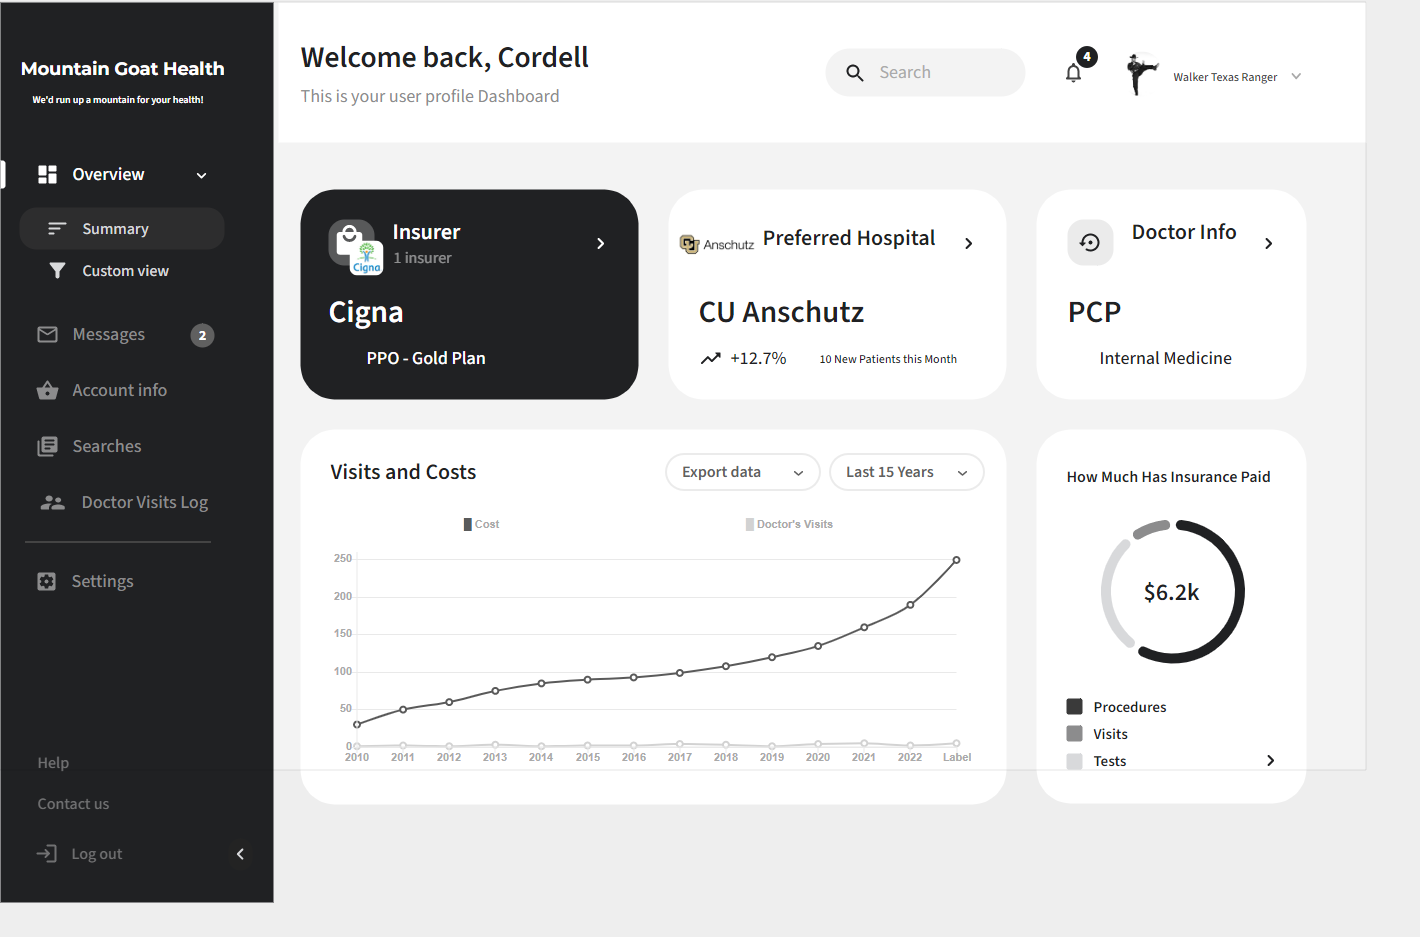 Mountain Goat Health
We'd run up a mountain for your health!
Overview
Summary
Custom view
Messages 2
Account info
Searches
Doctor Visits Log
Settings
Help
Contact us
Log out
Welcome back, Cordell
This is your user profile Dashboard
Search
4
Walker Texas Ranger
Insurer
1 insurer
Cigna
Cigna
PPO - Gold Plan
Anschutz
Preferred Hospital
CU Anschutz
+12.7% 10 New Patients this Month
Doctor Info
PCP
Internal Medicine
Visits and Costs
Export data
Last 15 Years
Cost Doctor's Visits
250
200
150
100
50
0
2010 2011 2012 2013 2014 2015 2016 2017 2018 2019 2020 2021 2022 Label
How Much Has Insurance Paid
$6.2k
Procedures
Visits
Tests